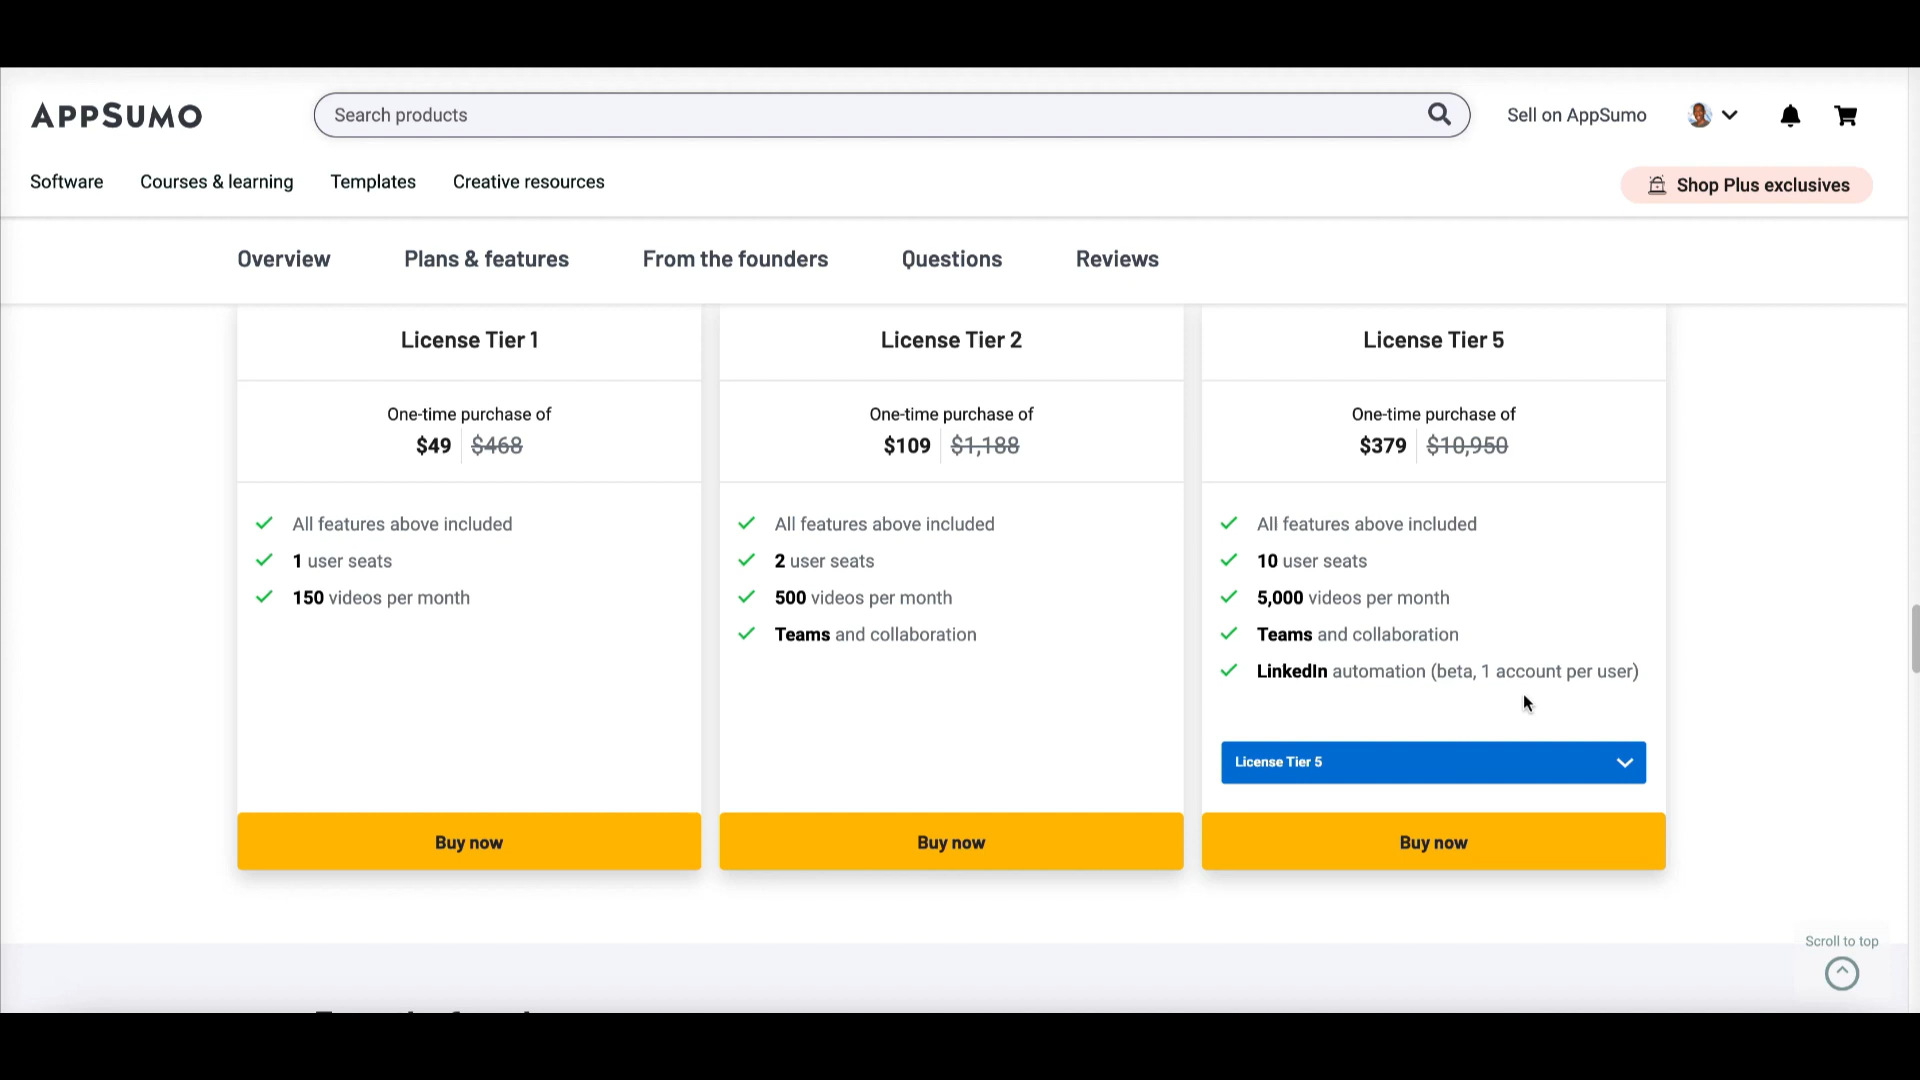 APPSUMO
Search products
Sell on AppSumo
Software
Courses & learning
Templates
Creative resources
Shop Plus exclusives
Overview
Plans & features
From the founders
Questions
Reviews
License Tier 1
One-time purchase of
$49 $468
All features above included
1 user seats
150 videos per month
Buy now
License Tier 2
One-time purchase of
$109 $1,188
All features above included
2 user seats
500 videos per month
Teams and collaboration
Buy now
License Tier 5
One-time purchase of
$379 $10,950
All features above included
10 user seats
5,000 videos per month
Teams and collaboration
LinkedIn automation (beta, 1 account per user)
License Tier 5
Buy now
Scroll to top